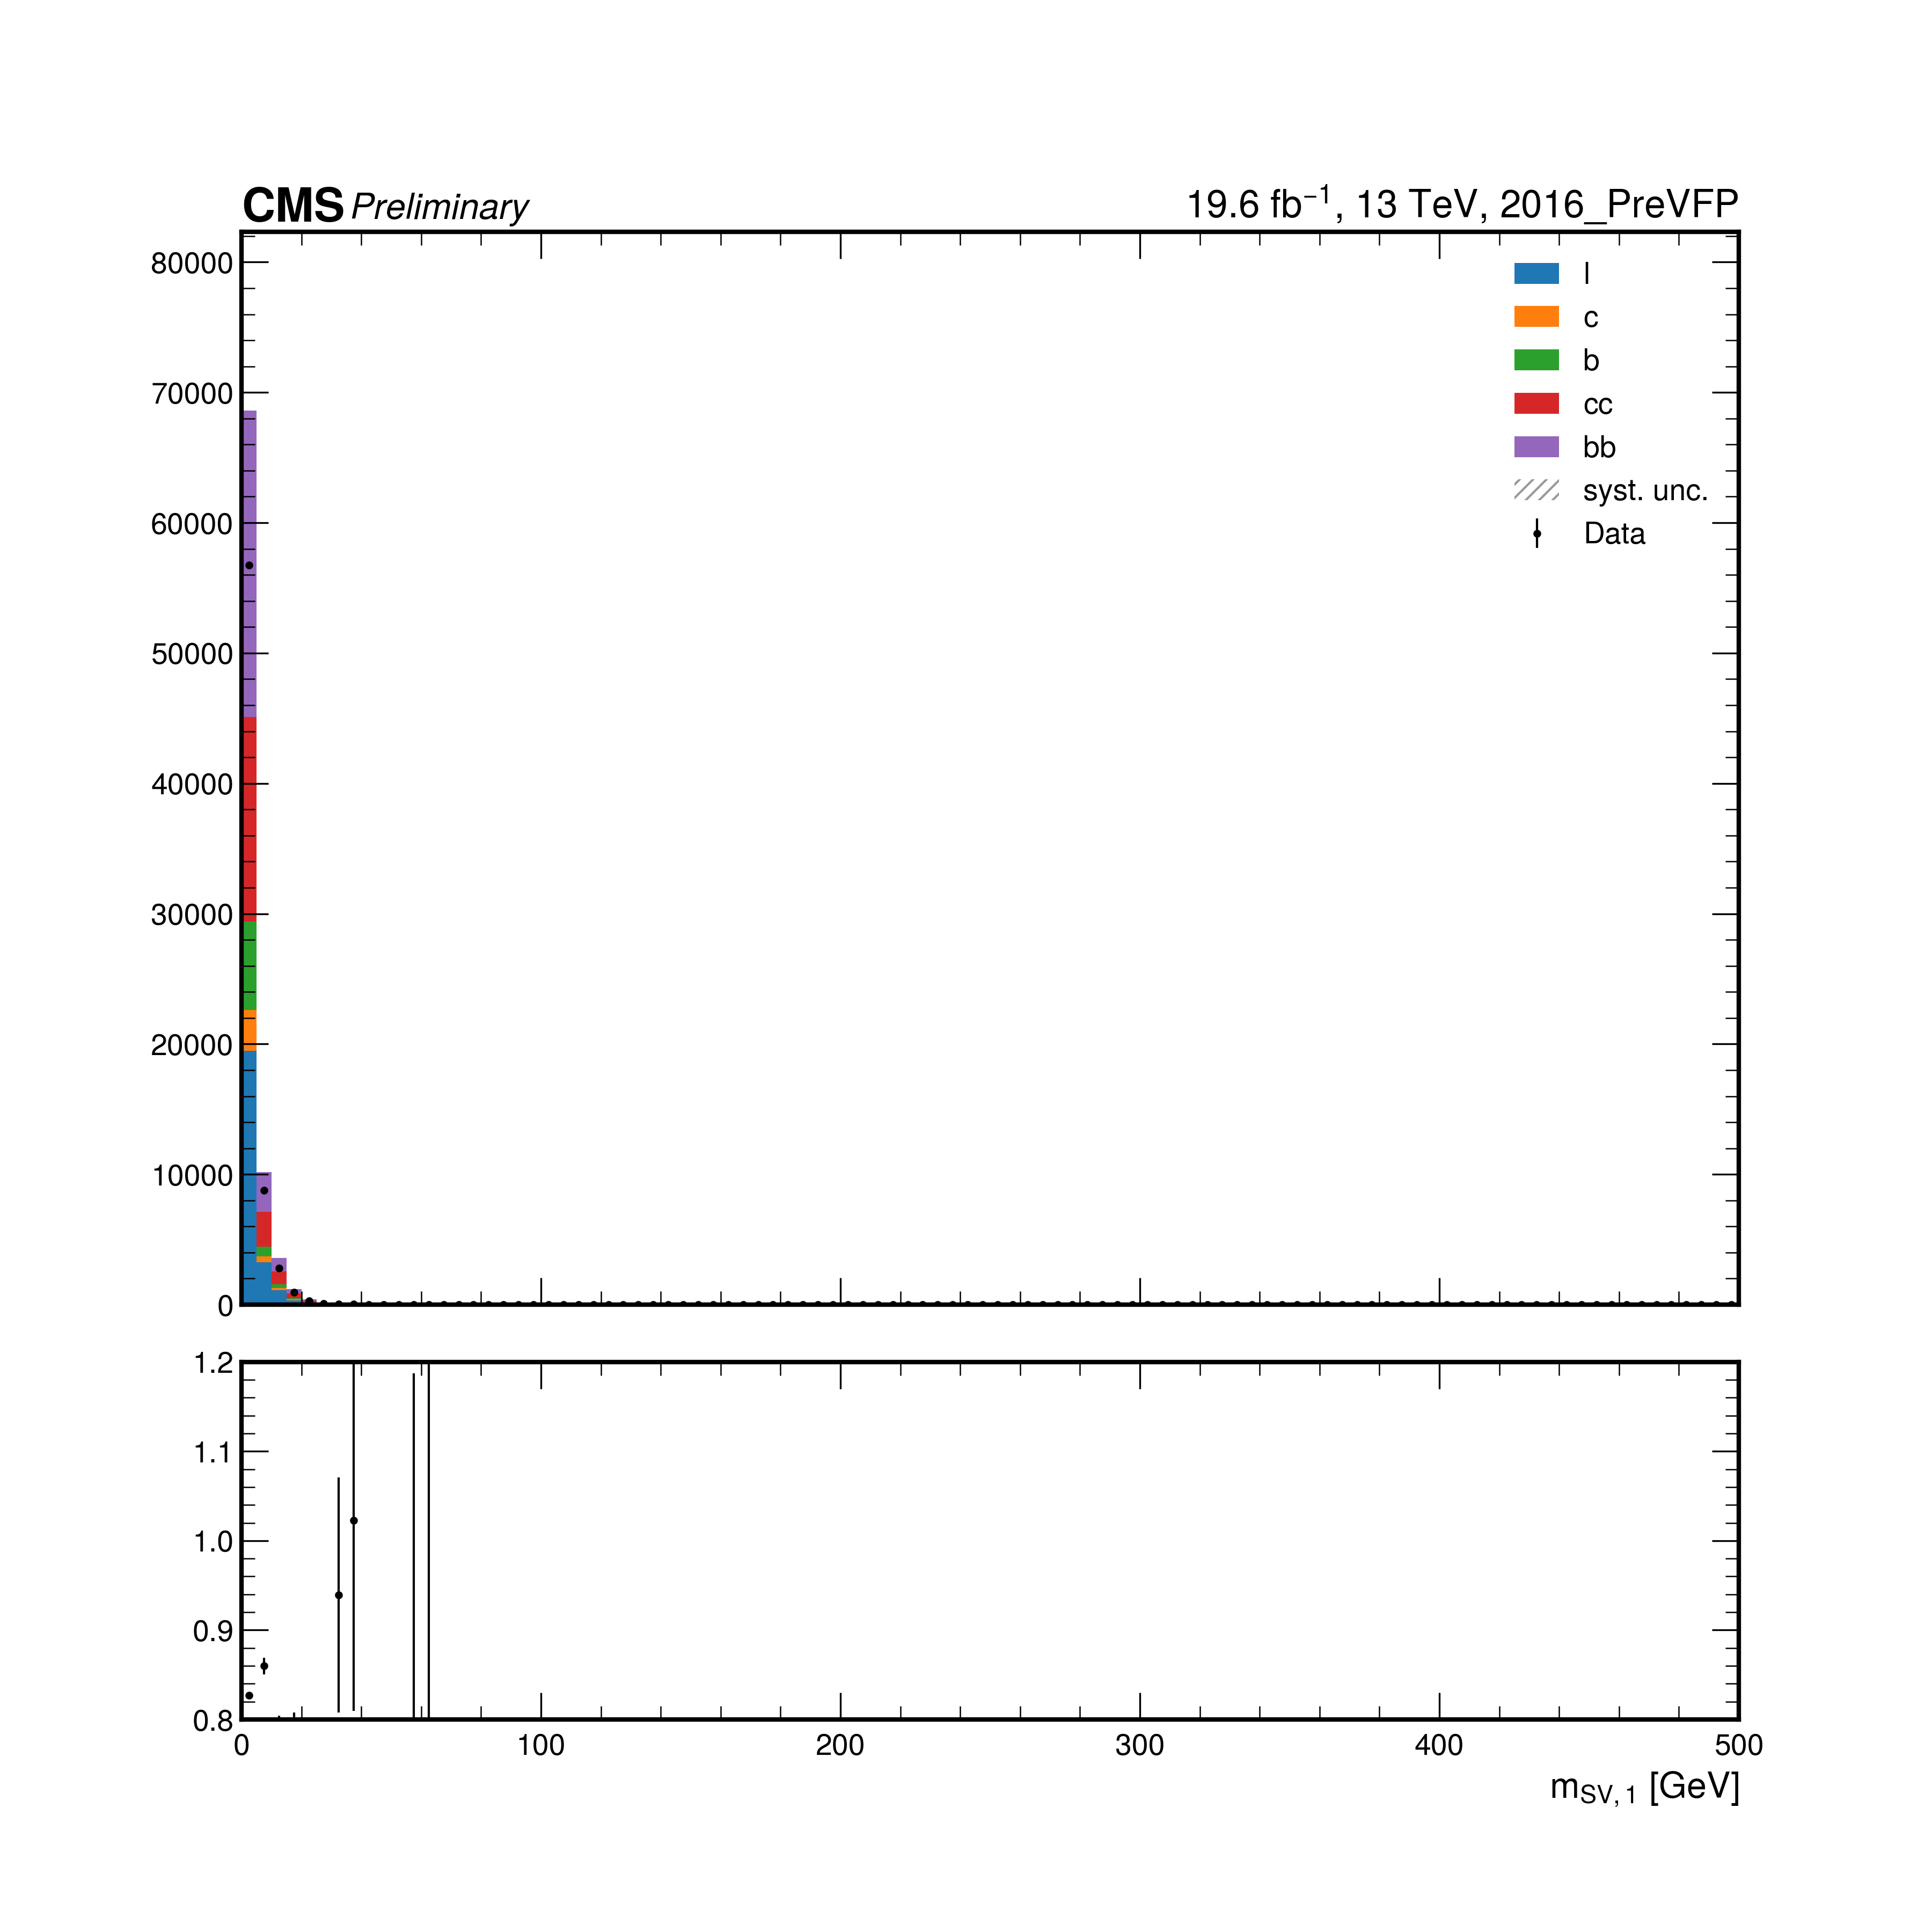 CMS Preliminary
19.6 fb⁻¹, 13 TeV, 2016_PreVFP
80000
70000
60000
50000
40000
30000
20000
10000
0
l
c
b
cc
bb
syst. unc.
Data
1.2
1.1
1.0
0.9
0.8
0 100 200 300 400 500
m_{SV, 1} [GeV]